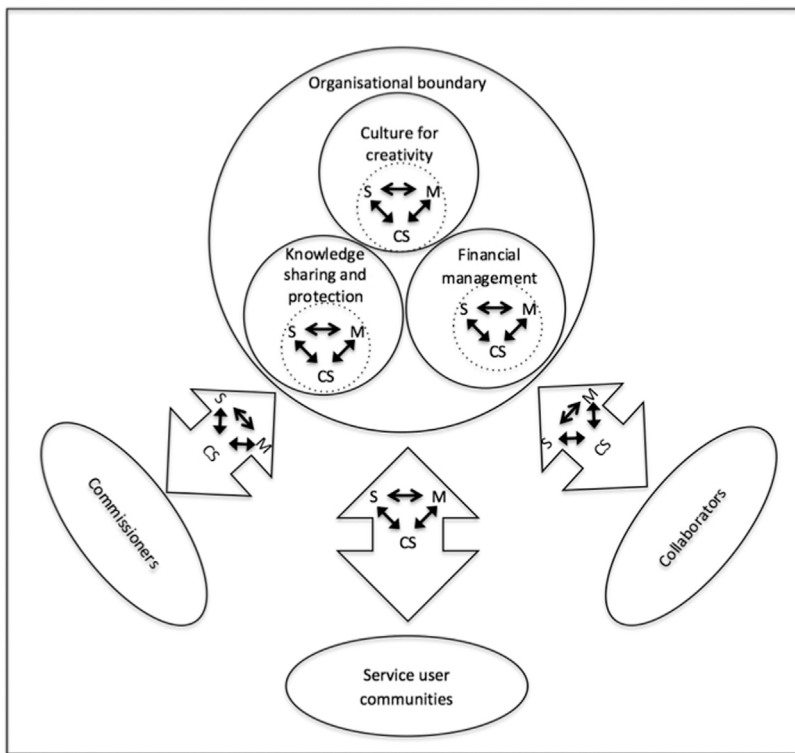 Organisational boundary
Culture for
creativity
S M
CS
Knowledge
sharing and
protection
S M
CS
Financial
management
S M
CS
S
CS M
M
S CS
S M
CS
Commissioners
Collaborators
Service user
communities